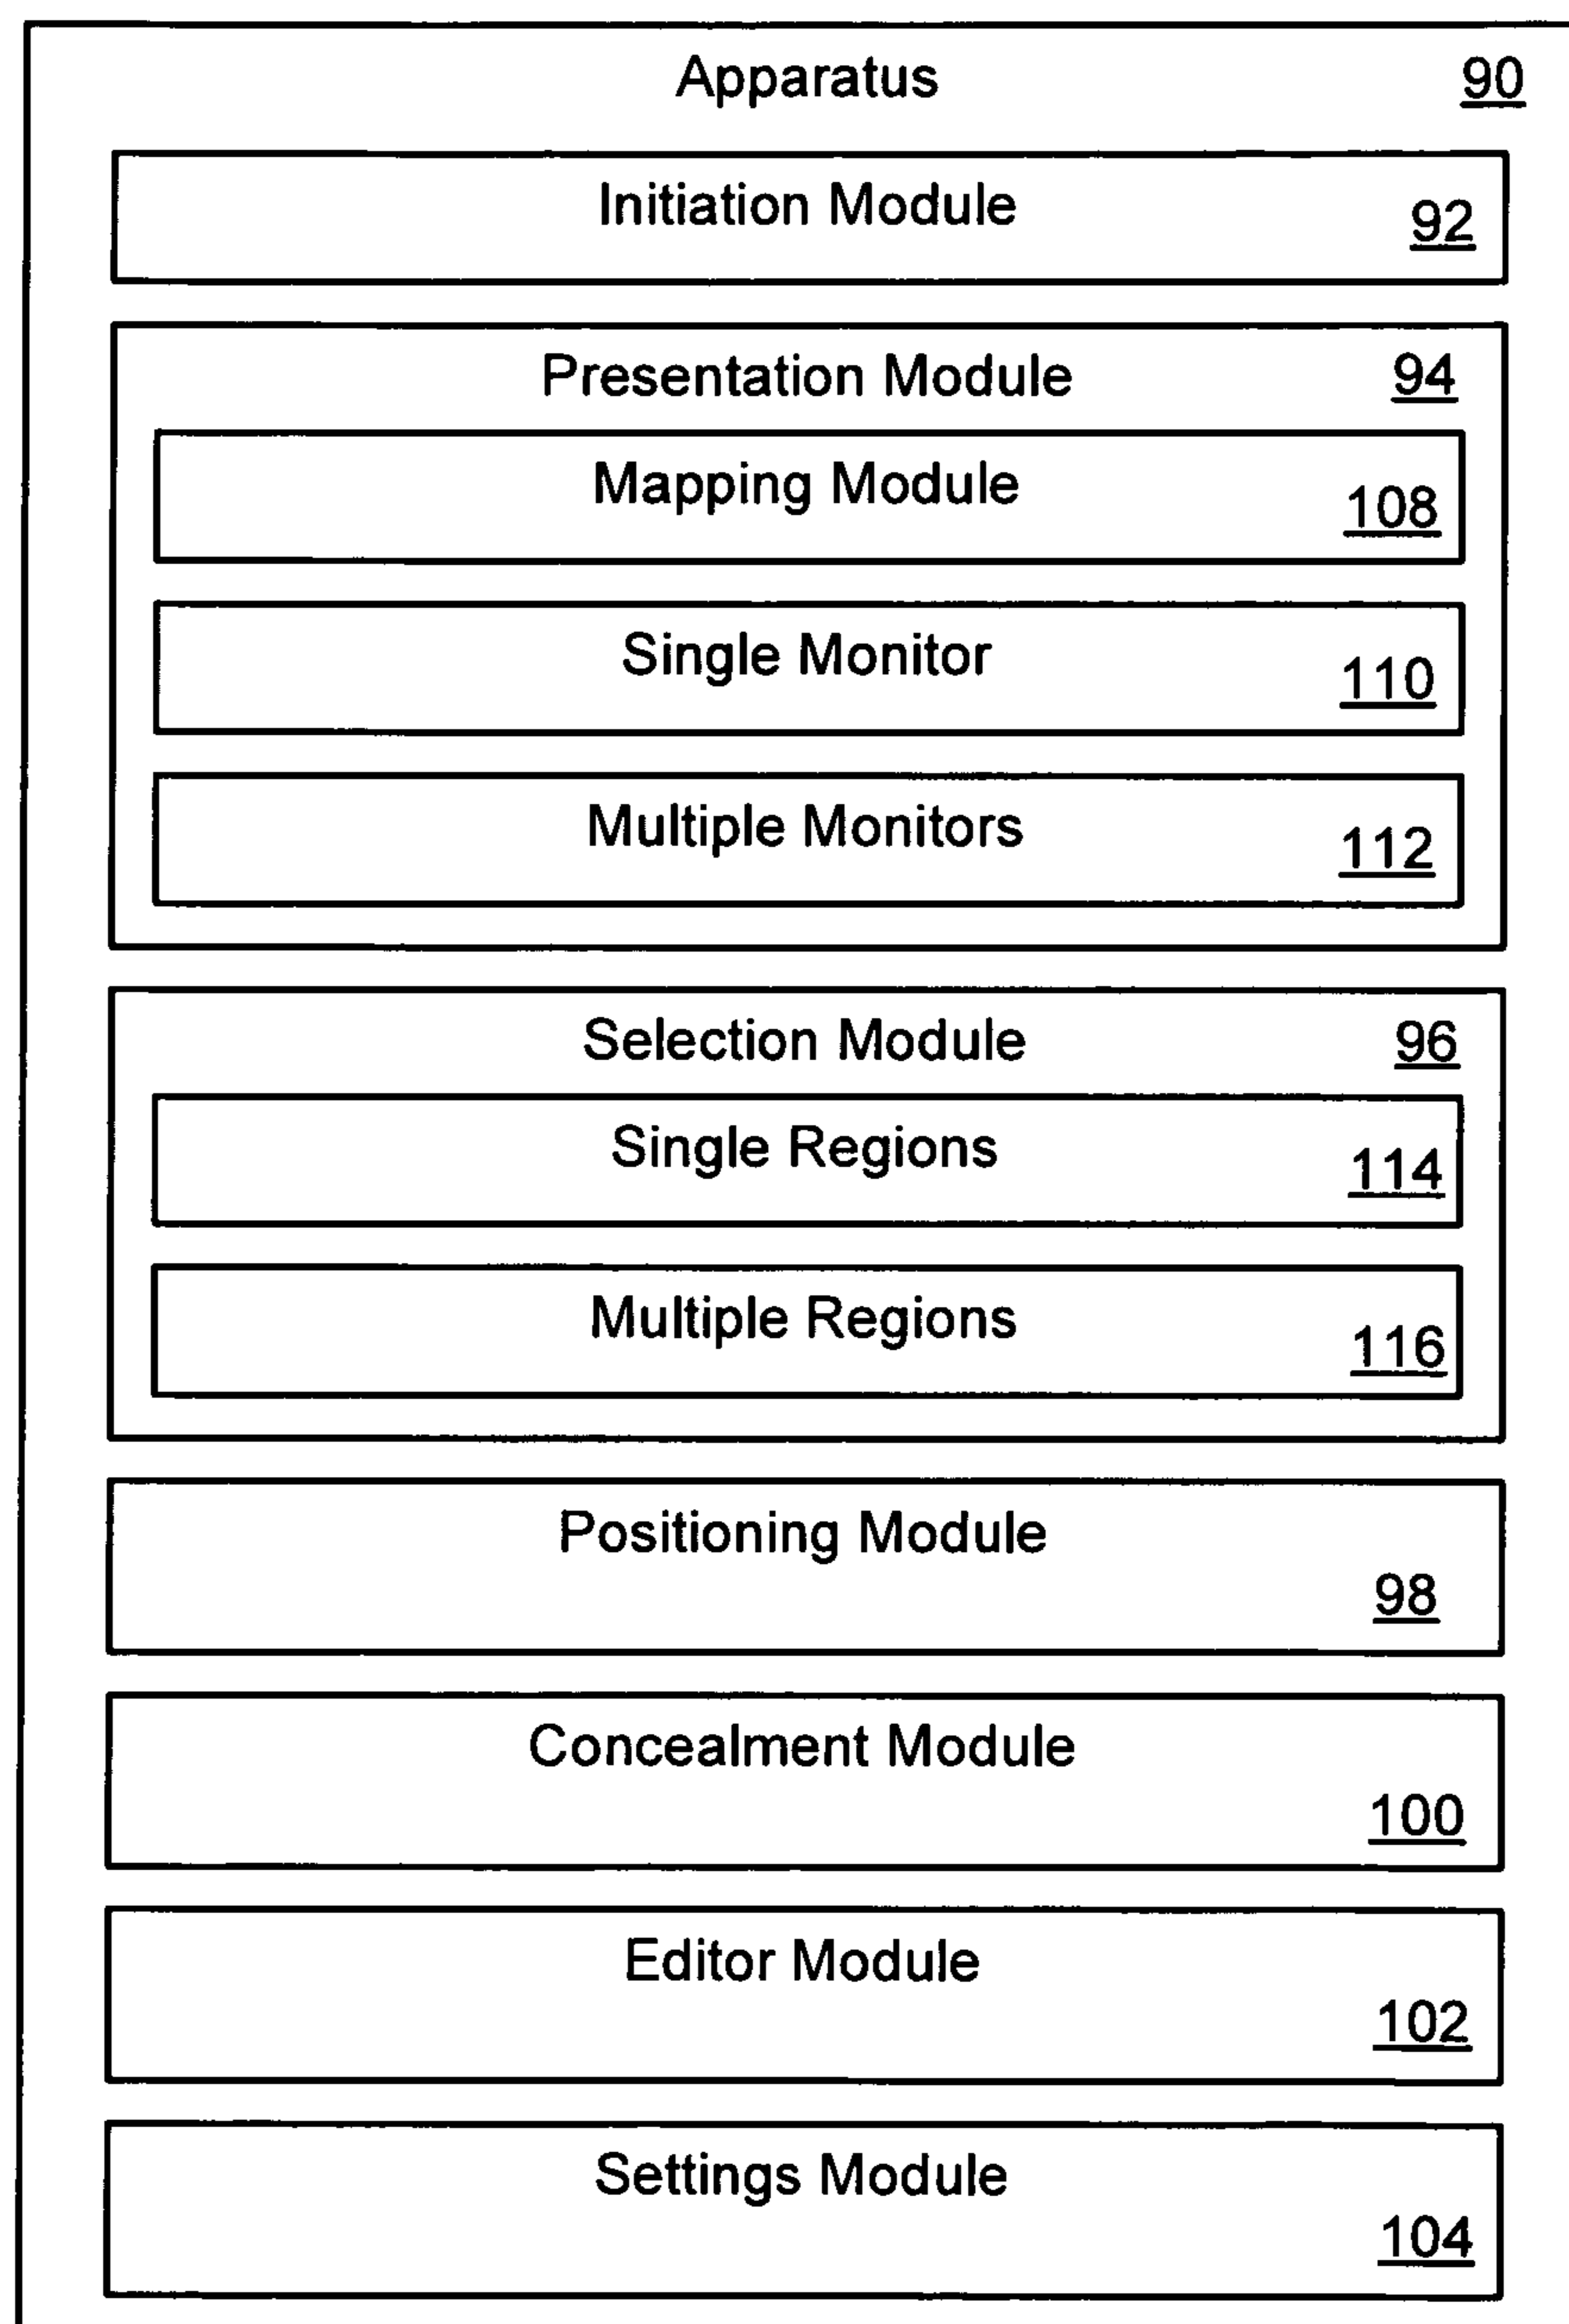 Apparatus 90
Initiation Module 92
Presentation Module 94
Mapping Module 108
Single Monitor 110
Multiple Monitors 112
Selection Module 96
Single Regions 114
Multiple Regions 116
Positioning Module
98
Concealment Module
100
Editor Module
102
Settings Module
104